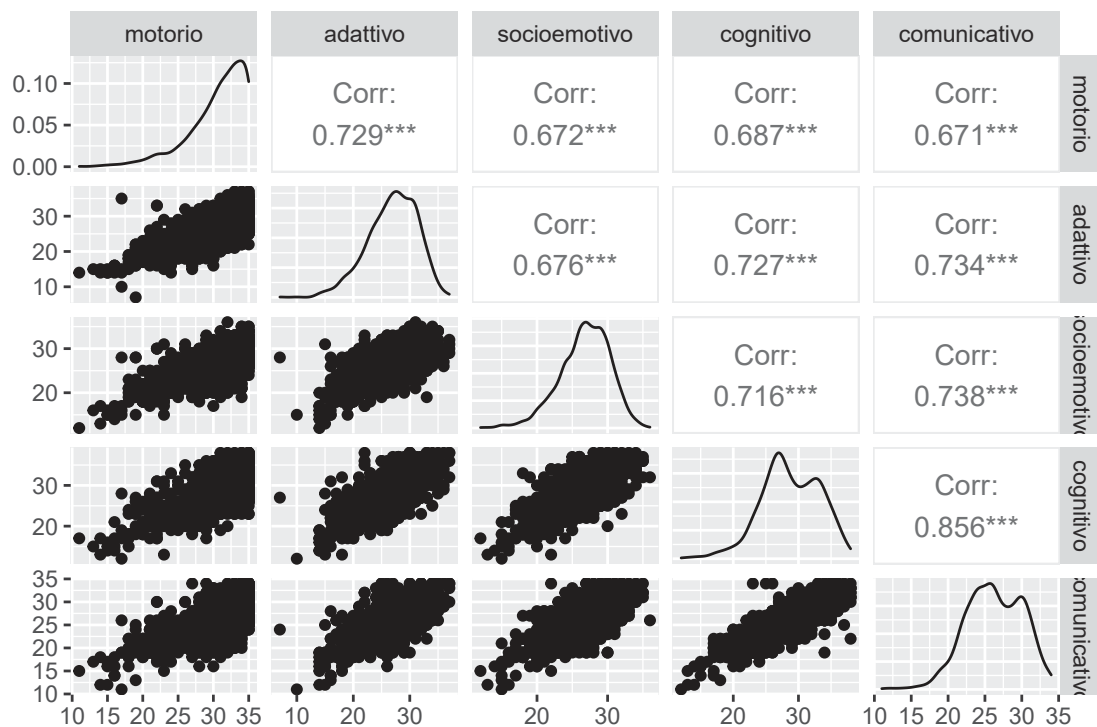 motorio adattivo socioemotivo cognitivo comunicativo
0.10
0.05
0.00
Corr:
0.729***
Corr:
0.672***
Corr:
0.687***
Corr:
0.671***
motorio
30
20
10
Corr:
0.676***
Corr:
0.727***
Corr:
0.734***
adattivo
30
20
Corr:
0.716***
Corr:
0.738***
ocioemotivo
30
20
Corr:
0.856***
cognitivo
35
30
25
20
15
10
omunicativo
10 15 20 25 30 35 10 20 30 20 30 20 30 10 15 20 25 30 35